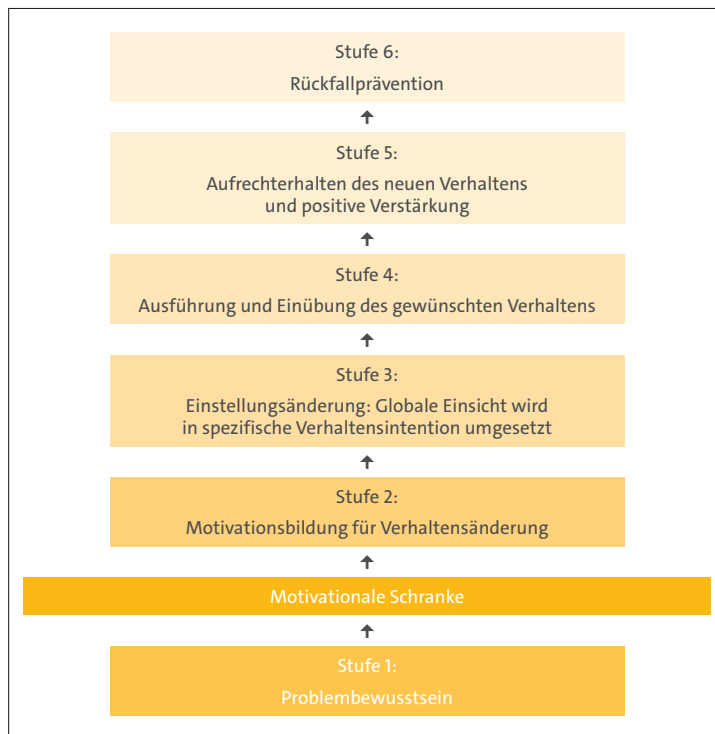 Stufe 6:
Rückfallprävention
Stufe 5:
Aufrechterhalten des neuen Verhaltens
und positive Verstärkung
Stufe 4:
Ausführung und Einübung des gewünschten Verhaltens
Stufe 3:
Einstellungsänderung: Globale Einsicht wird
in spezifische Verhaltensintention umgesetzt
Stufe 2:
Motivationsbildung für Verhaltensänderung
Motivationale Schranke
Stufe 1:
Problembewusstsein